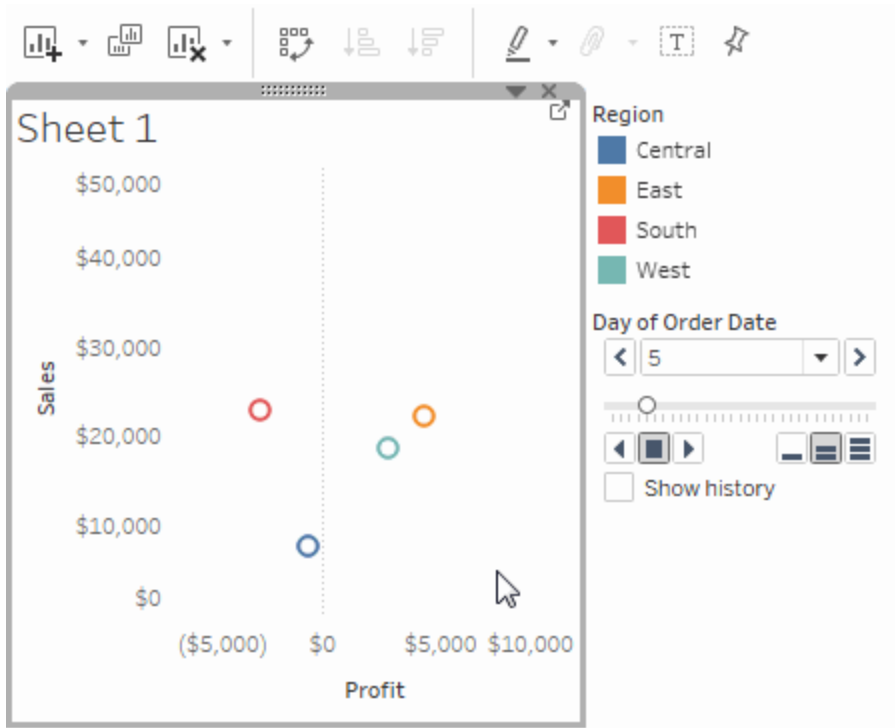 T
Sheet 1
$50,000
$40,000
$30,000
$20,000
$10,000
$0
Sales
($5,000) $0 $5,000 $10,000
Profit
Region
Central
East
South
West
Day of Order Date
5
Show history